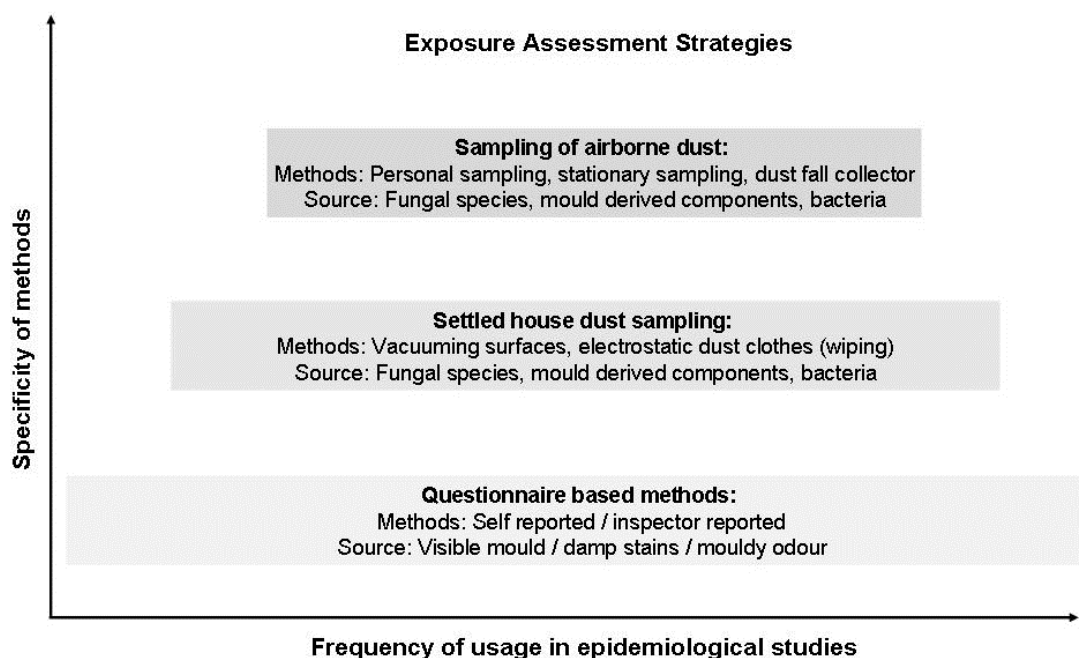 Exposure Assessment Strategies
Sampling of airborne dust:
Methods: Personal sampling, stationary sampling, dust fall collector
Source: Fungal species, mould derived components, bacteria
Settled house dust sampling:
Methods: Vacuuming surfaces, electrostatic dust clothes (wiping)
Source: Fungal species, mould derived components, bacteria
Questionnaire based methods:
Methods: Self reported / inspector reported
Source: Visible mould / damp stains / mouldy odour
Specificity of methods
Frequency of usage in epidemiological studies